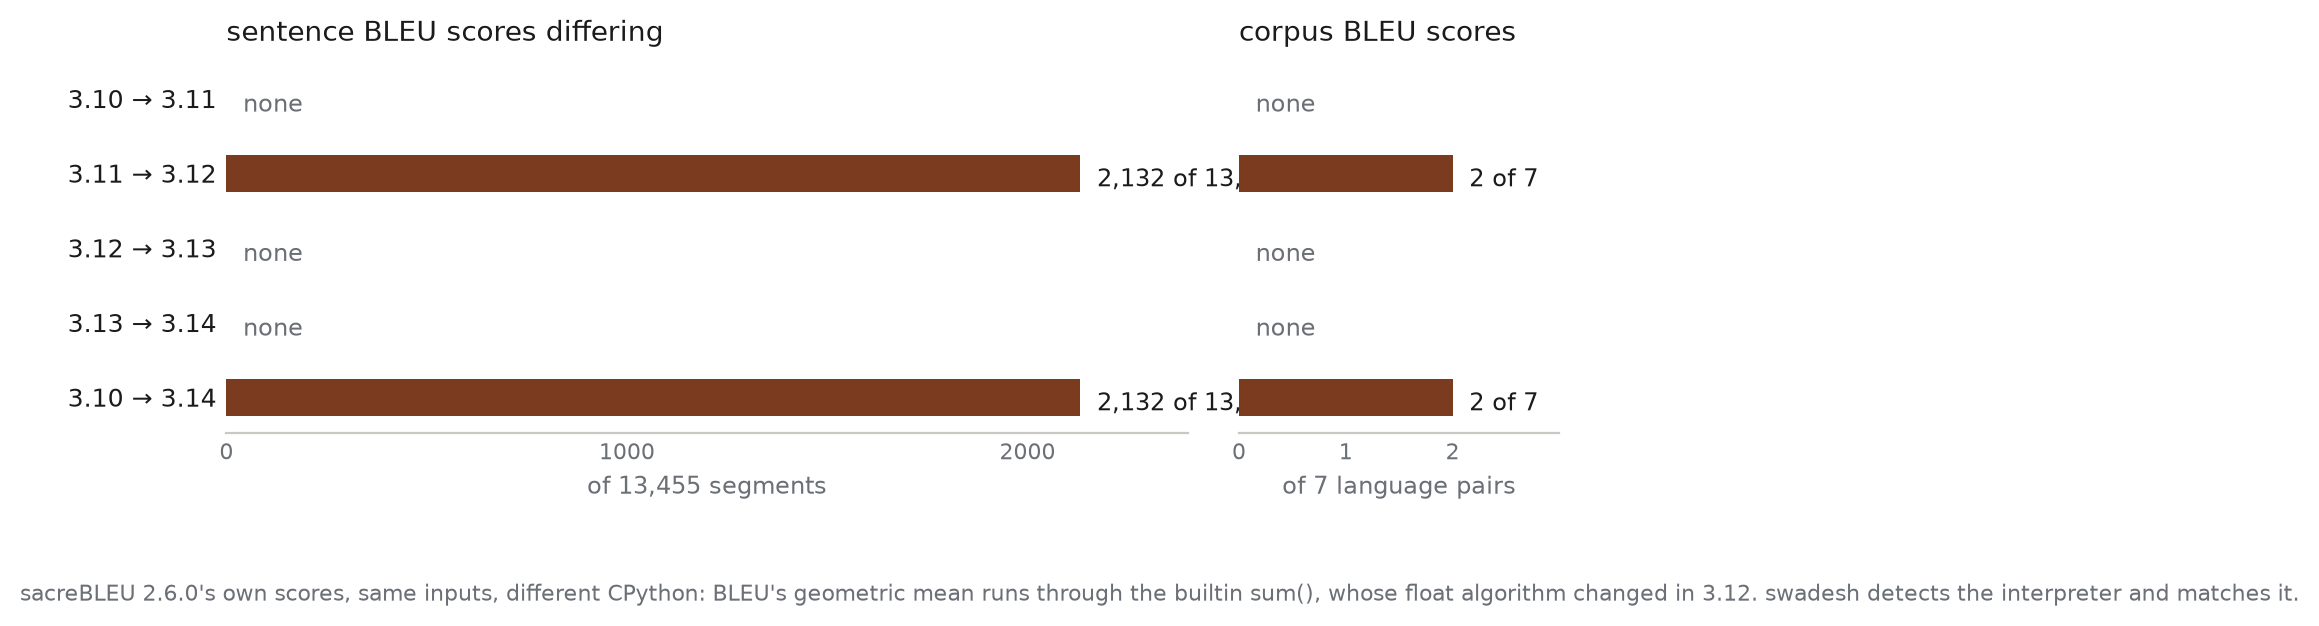 sentence BLEU scores differing
corpus BLEU scores
3.10 → 3.11 none none
3.11 → 3.12 2,132 of 13, 2 of 7
3.12 → 3.13 none none
3.13 → 3.14 none none
3.10 → 3.14 2,132 of 13, 2 of 7
0 1000 2000 0 1 2
of 13,455 segments of 7 language pairs
sacreBLEU 2.6.0's own scores, same inputs, different CPython: BLEU's geometric mean runs through the builtin sum(), whose float algorithm changed in 3.12. swadesh detects the interpreter and matches it.